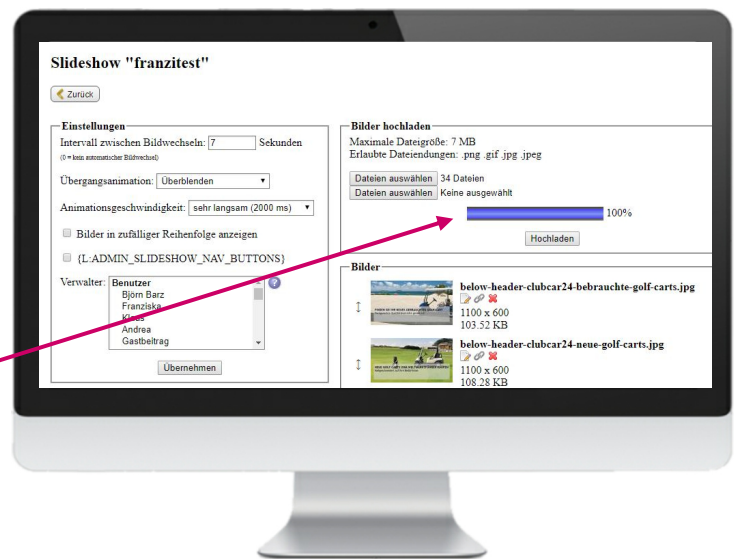 Slideshow "franzitest"
Zurück
Einstellungen
Intervall zwischen Bildwechseln: 7 Sekunden
(0 = kein automatischer Bildwechsel)
Übergangsanimation: Überblenden
Animationsgeschwindigkeit: sehr langsam (2000 ms)
Bilder in zufälliger Reihenfolge anzeigen
{L:ADMIN_SLIDESHOW_NAV_BUTTONS}
Verwalter: Benutzer
Björn Barz
Franziska
Klaus
Andrea
Gastbeitrag
Übernehmen
Bilder hochladen
Maximale Dateigröße: 7 MB
Erlaubte Dateiendungen: .png .gif .jpg .jpeg
Dateien auswählen 34 Dateien
Dateien auswählen Keine ausgewählt
100%
Hochladen
Bilder
below-header-clubcar24-bebrauchte-golf-carts.jpg
1100 x 600
103.52 KB
below-header-clubcar24-neue-golf-carts.jpg
1100 x 600
108.28 KB